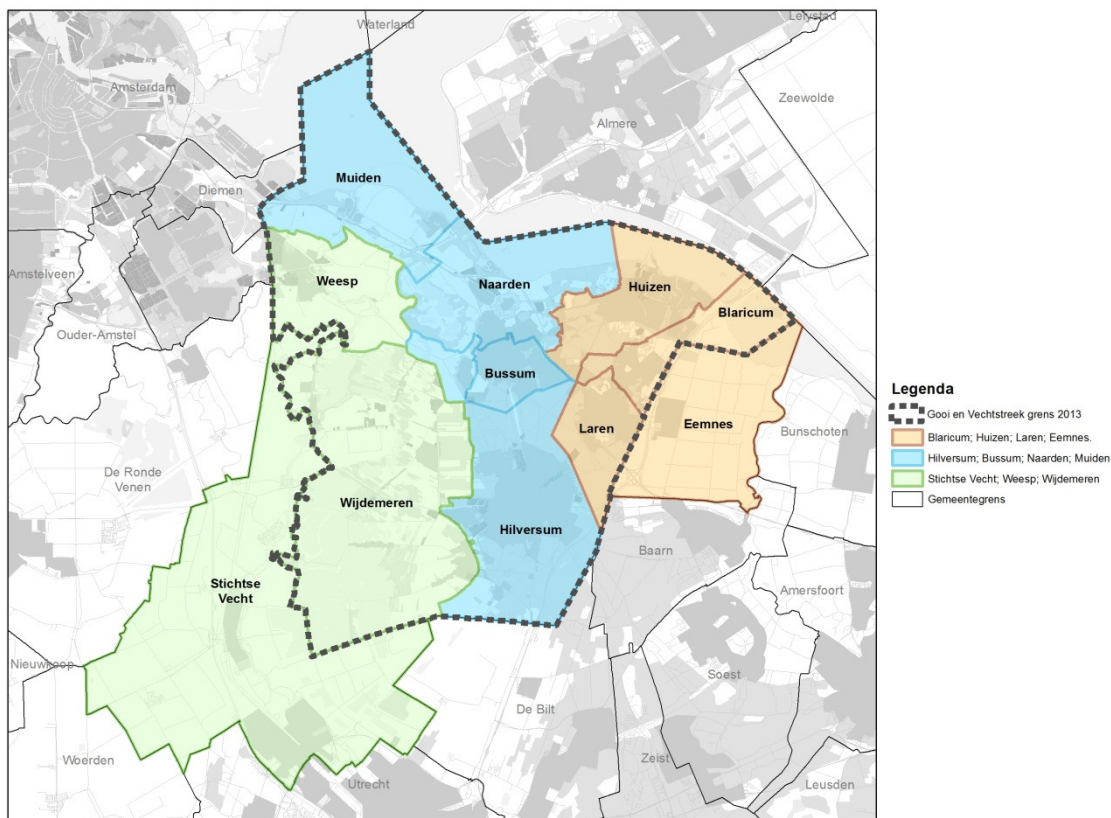 Waterland
Lelystad
Amsterdam
Zeewolde
Almere
Muiden
Diemen
Amstelveen
Weesp
Naarden
Huizen
Blaricum
Ouder-Amstel
Bussum
Laren
Eemnes
Bunschoten
De Ronde
Venen
Wijdemeren
Hilversum
Baarn
Stichtse
Vecht
Amersfoort
Nieuwkoop
Soest
De Bilt
Woerden
Utrecht
Zeist
Leusden
Legenda
Gooi en Vechtstreek grens 2013
Blaricum; Huizen; Laren; Eemnes.
Hilversum; Bussum; Naarden; Muiden
Stichtse Vecht; Weesp; Wijdemeren
Gemeentegrens